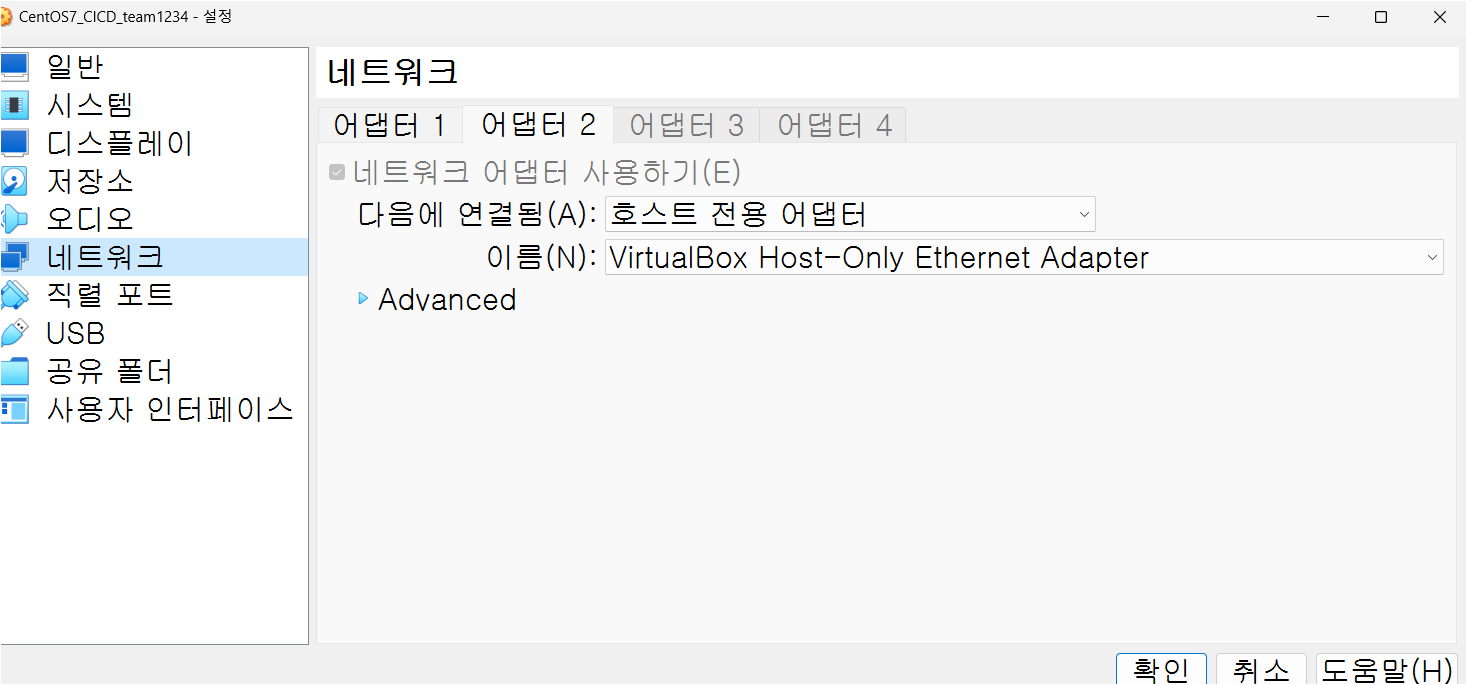 CentOS7_CICD_team1234 - 설정
일반
시스템
디스플레이
저장소
오디오
네트워크
직렬 포트
USB
공유 폴더
사용자 인터페이스
네트워크
어댑터 1 어댑터 2 어댑터 3 어댑터 4
네트워크 어댑터 사용하기(E)
다음에 연결됨(A): 호스트 전용 어댑터
이름(N): VirtualBox Host-Only Ethernet Adapter
Advanced
확인 취소 도움말(H)